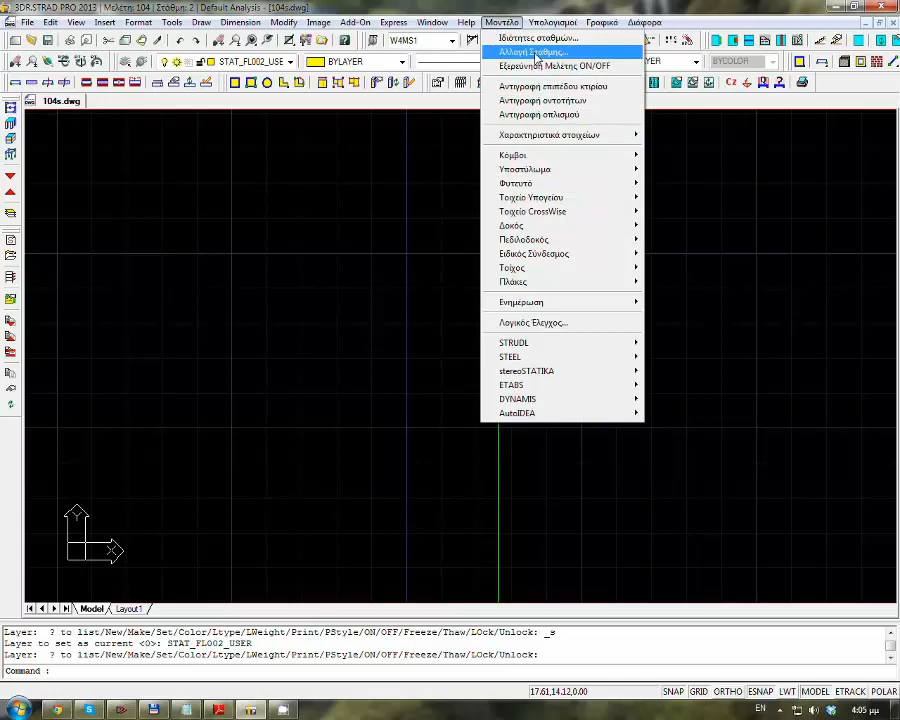 3DR.STRAD PRO 2013 | Μελέτη: 104 | Στάθμη: 2 | Default Analysis - [104s.dwg]
File Edit View Insert Format Tools Draw Dimension Modify Image Add-On Express Window Help Μοντέλο Υπολογισμοί Γραφικό Διάφορα
W4MS1
STAT_FL002_USE BYLAYER YER BYCOLOR
104s.dwg
Ιδιότητες σταθμών...
Αλλαγή Στάθμης...
Εξερεύνηση Μελέτης ON/OFF
Αντιγραφή επιπέδου κτιρίου
Αντιγραφή οντοτήτων
Αντιγραφή οπλισμού
Χαρακτηριστικά στοιχείων
Κόμβοι
Υποστύλωμα
Φυτευτό
Τοιχείο Υπογείου
Τοιχείο CrossWise
Δοκός
Πεδιλοδοκός
Ειδικός Σύνδεσμος
Τοίχος
Πλάκες
Ενημέρωση
Λογικός Έλεγχος...
STRUDL
STEEL
stereoSTATIKA
ETABS
DYNAMIS
AutoIDEA
Y
X
Model Layout1
Layer: ? to list/New/Make/Set/Color/Ltype/LWeight/Print/PStyle/ON/OFF/Freeze/Thaw/LOck/Unlock: _s
Layer to set as current <0>: STAT_FL002_USER
Layer: ? to list/New/Make/Set/Color/Ltype/LWeight/Print/PStyle/ON/OFF/Freeze/Thaw/LOck/Unlock:
Command :
17.61,14.12,0.00 SNAP GRID ORTHO ESNAP LWT MODEL ETRACK POLAR
EN 4:05 μμ